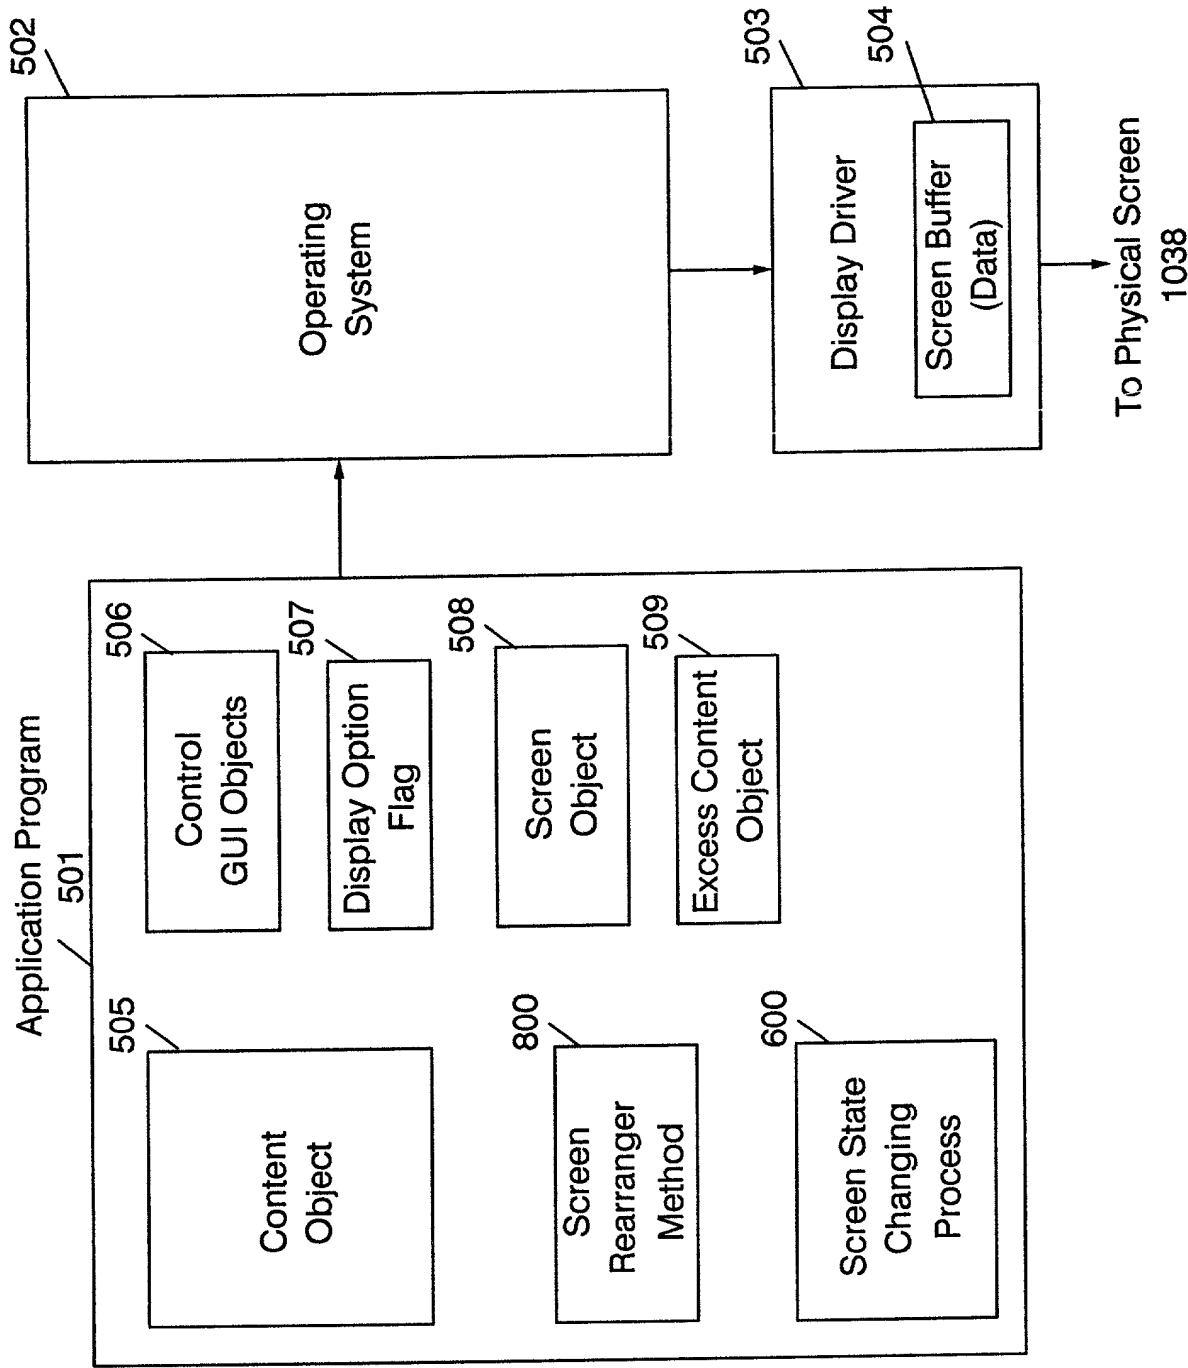 Application Program
501
505
Content
Object
506
Control
GUI Objects
507
Display Option
Flag
800
Screen
Rearranger
Method
508
Screen
Object
600
Screen State
Changing
Process
509
Excess Content
Object
502
Operating
System
503
Display Driver
504
Screen Buffer
(Data)
To Physical Screen
1038